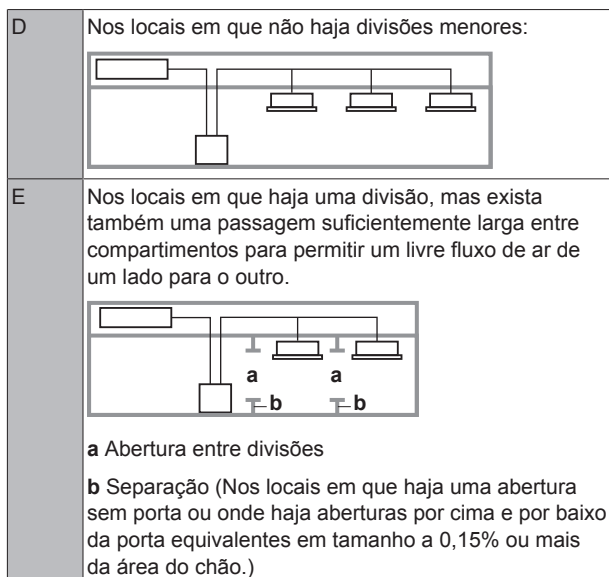 D
Nos locais em que não haja divisões menores:
E
Nos locais em que haja uma divisão, mas exista
também uma passagem suficientemente larga entre
compartimentos para permitir um livre fluxo de ar de
um lado para o outro.
a a
b b
a Abertura entre divisões
b Separação (Nos locais em que haja uma abertura
sem porta ou onde haja aberturas por cima e por baixo
da porta equivalentes em tamanho a 0,15% ou mais
da área do chão.)